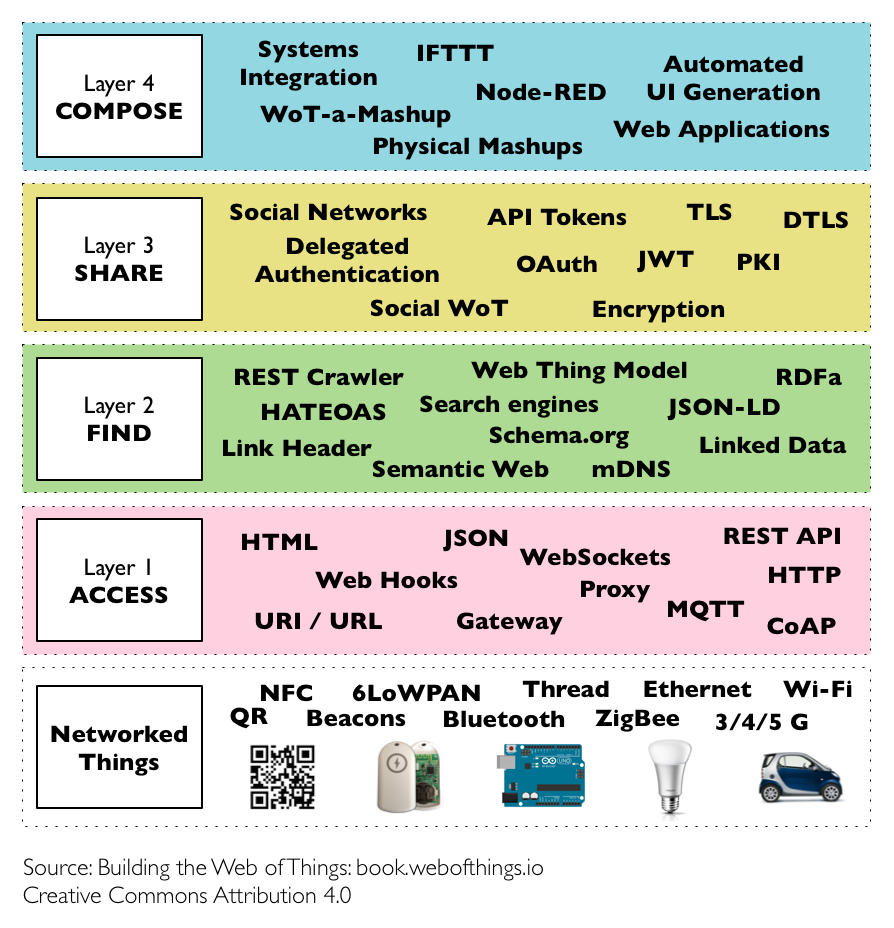 Layer 4
COMPOSE
Systems
Integration
IFTTT
Node-RED
Automated
UI Generation
WoT-a-Mashup
Physical Mashups
Web Applications
Layer 3
SHARE
Social Networks
API Tokens
TLS
DTLS
Delegated
Authentication
OAuth
JWT
PKI
Social WoT
Encryption
Layer 2
FIND
REST Crawler
Web Thing Model
RDFa
HATEOAS
Search engines
JSON-LD
Link Header
Schema.org
Linked Data
Semantic Web
mDNS
Layer 1
ACCESS
HTML
JSON
WebSockets
REST API
Web Hooks
Proxy
HTTP
URI / URL
Gateway
MQTT
CoAP
Networked
Things
NFC
6LoWPAN
Thread
Ethernet
Wi-Fi
QR
Beacons
Bluetooth
ZigBee
3/4/5 G
UNO
Source: Building the Web of Things: book.webofthings.io
Creative Commons Attribution 4.0